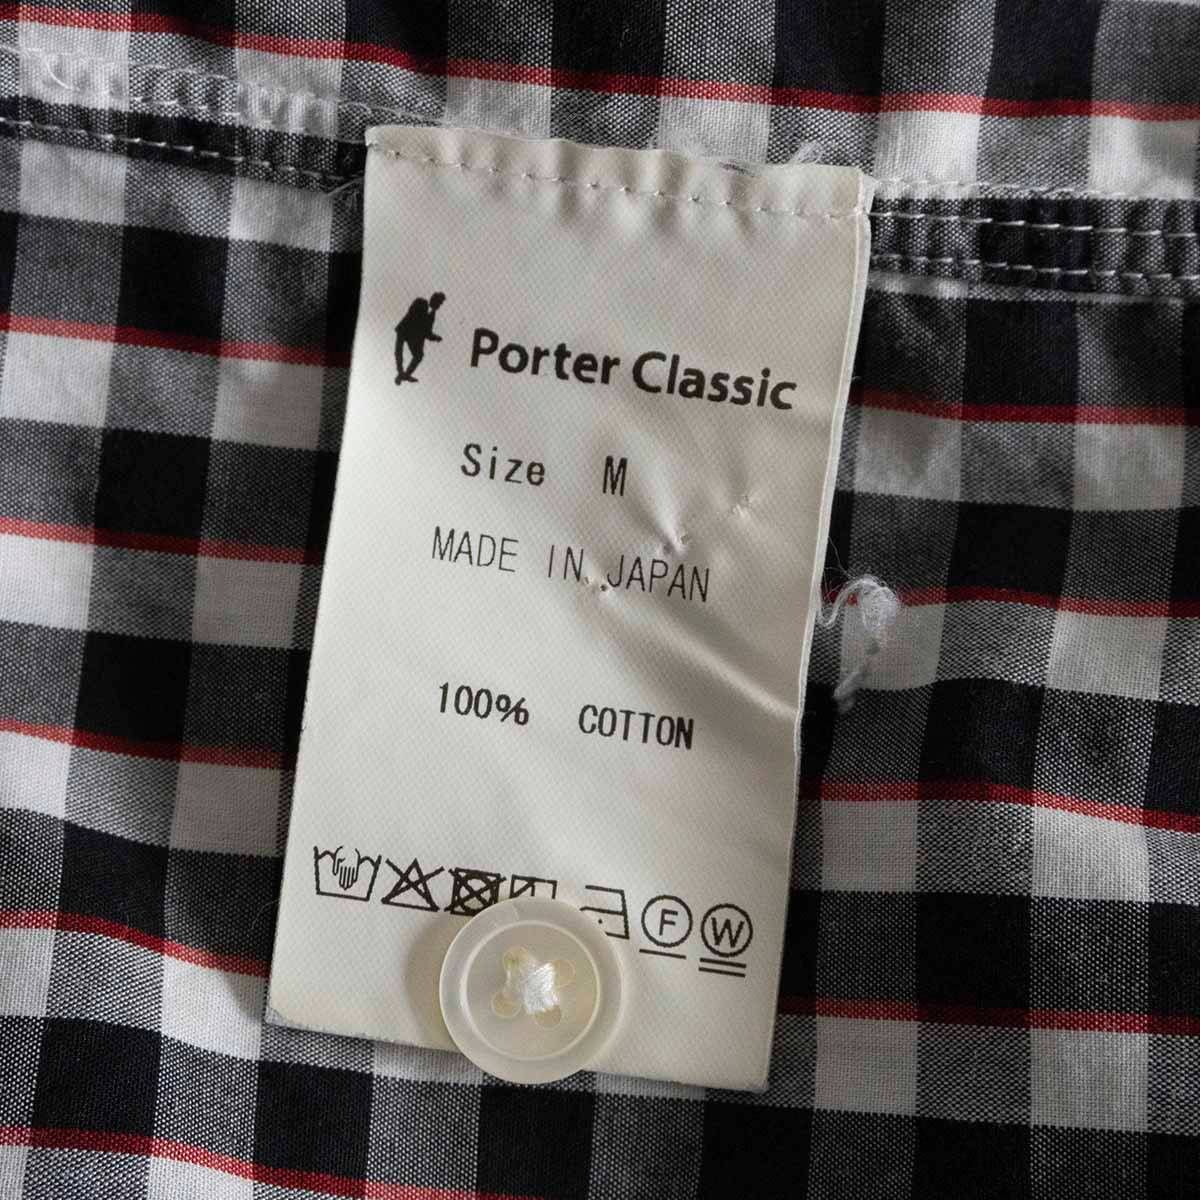 Porter Classic
Size M
MADE IN JAPAN
100% COTTON
F W